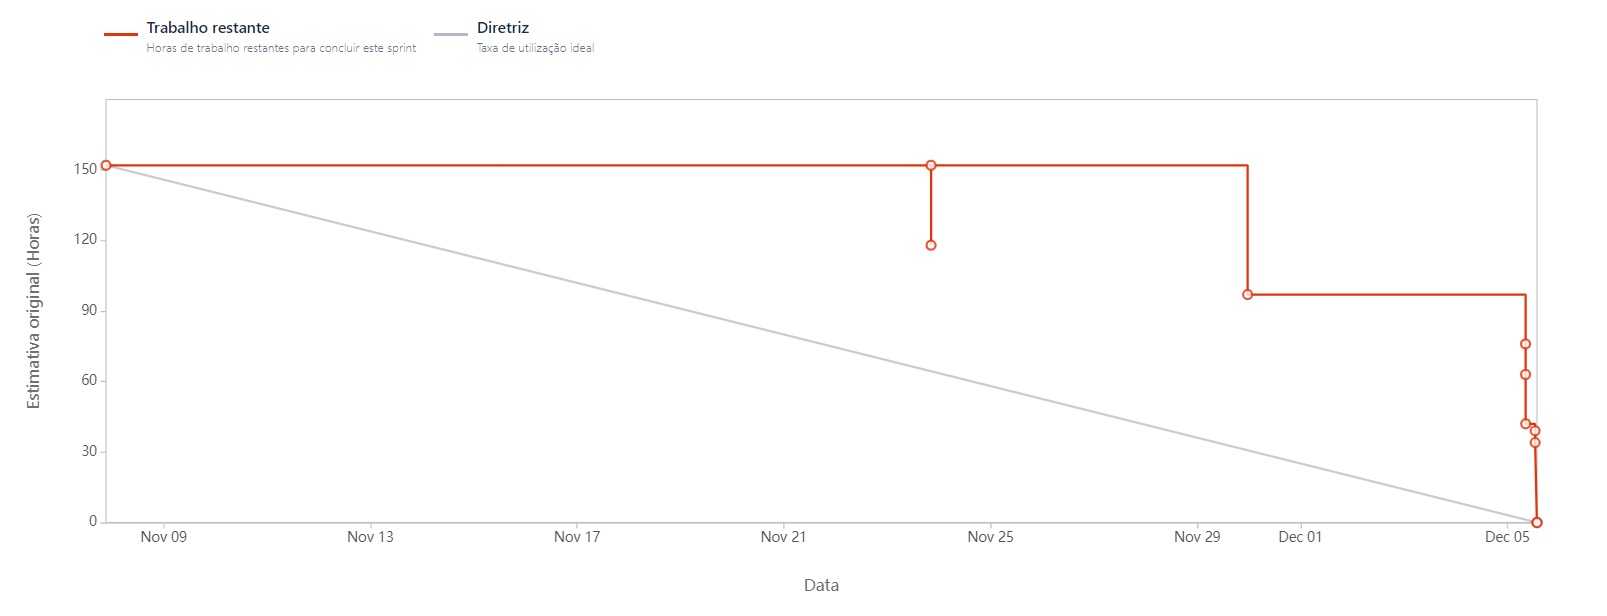 Trabalho restante
Horas de trabalho restantes para concluir este sprint
Diretriz
Taxa de utilização ideal
Estimativa original (Horas)
150
120
90
60
30
0
Nov 09
Nov 13
Nov 17
Nov 21
Nov 25
Nov 29
Dec 01
Dec 05
Data